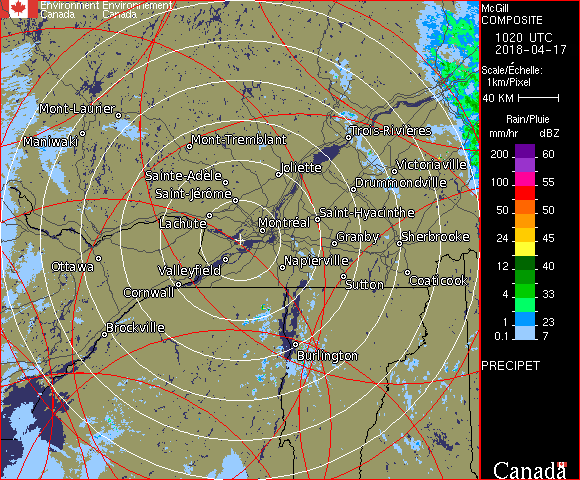 Environment Environnement
Canada Canada
McGill
COMPOSITE
1020 UTC
2018-04-17
Scale/Échelle:
1km/Pixel
40 KM
Rain/Pluie
mm/hr dBZ
200 60
100 55
50 50
24 45
12 40
4 33
1 23
0.1 7
PRECIPET
Canada
Mont-Laurier
Maniwaki
Mont-Tremblant
Trois-Rivières
Victoriaville
Joliette
Sainte-Adèle
Drummondville
Saint-Jérôme
Lachute
Saint-Hyacinthe
Montréal
Granby
Sherbrooke
Ottawa
Valleyfield
Napierville
Sutton
Coaticook
Cornwall
Brockville
Burlington